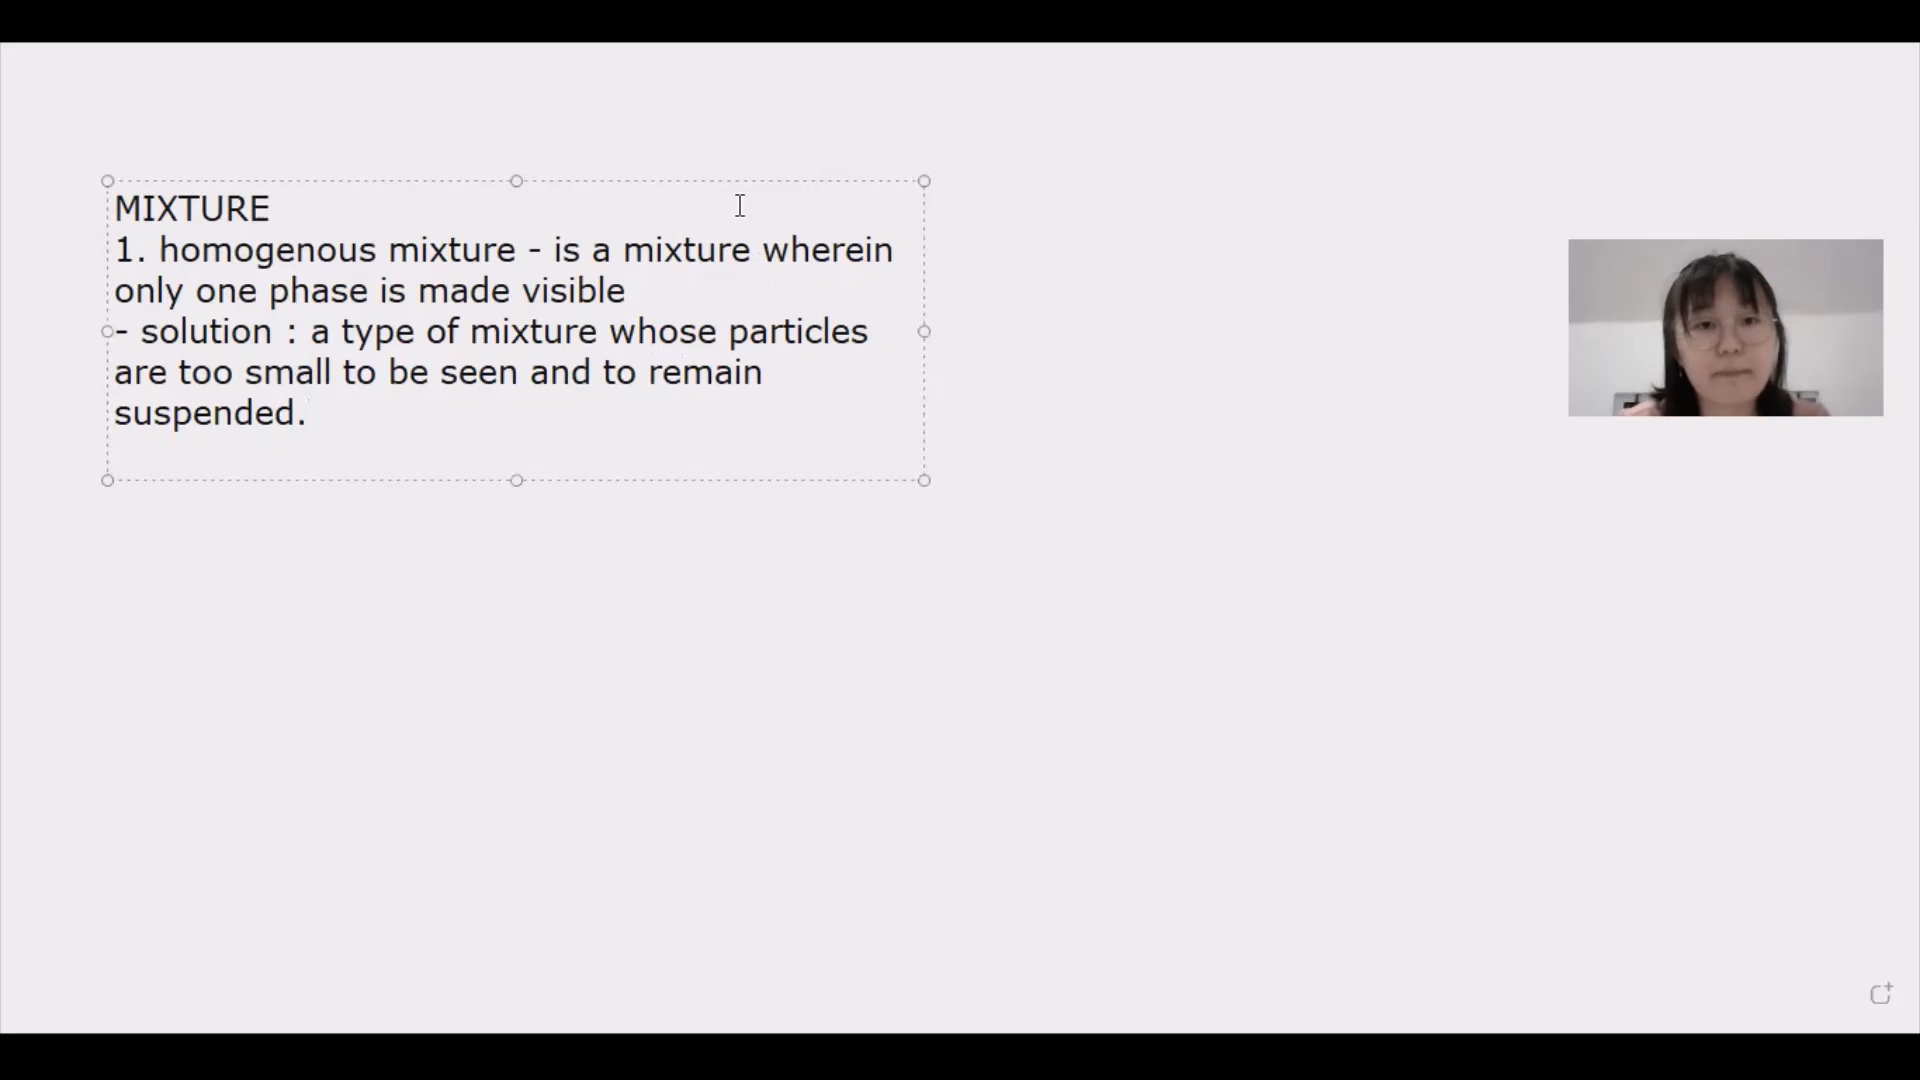 MIXTURE
1. homogenous mixture - is a mixture wherein
only one phase is made visible
- solution : a type of mixture whose particles
are too small to be seen and to remain
suspended.